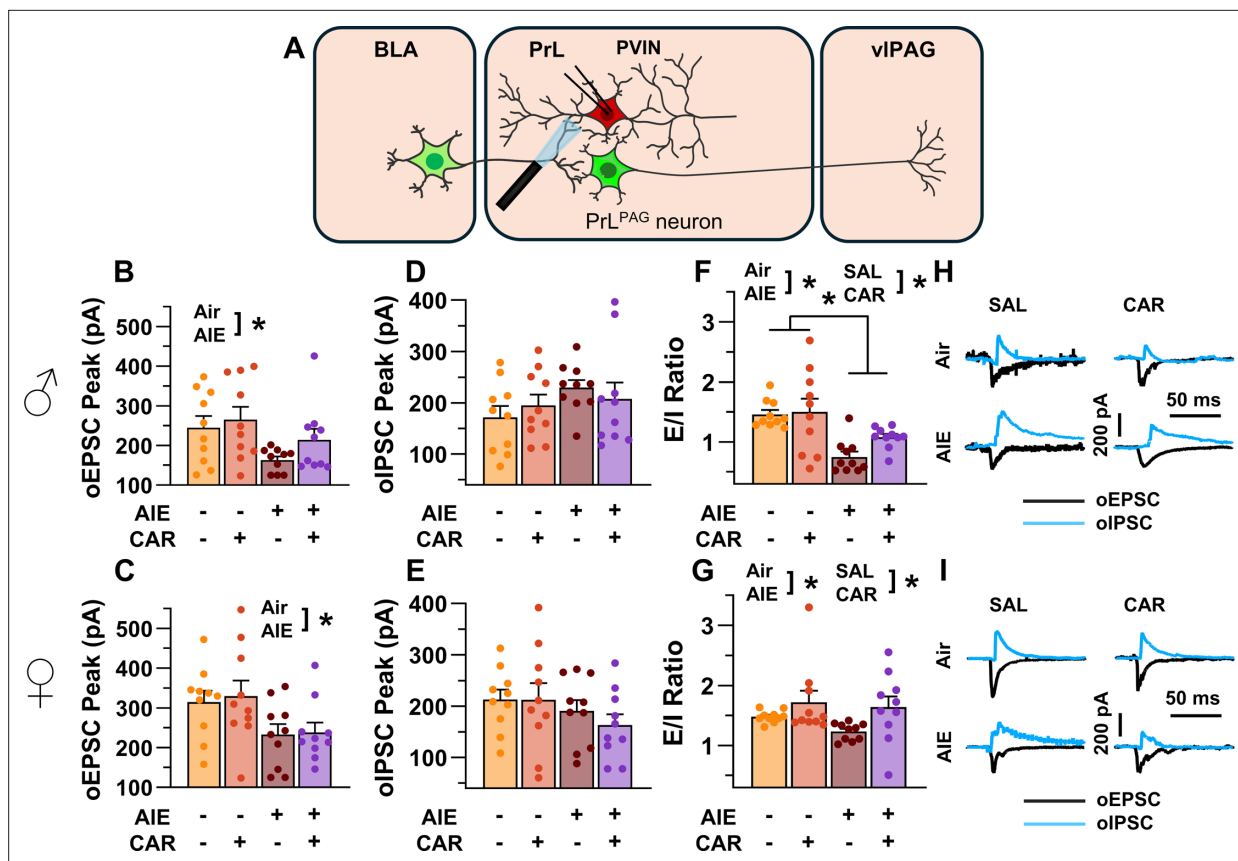 A
BLA
PrL
PVIN
vlPAG
PrLPAG neuron
♂
B
oEPSC Peak (pA)
500
400
300
200
100
Air
AIE
] *
AIE - - + +
CAR - + - +
D
oIPSC Peak (pA)
400
300
200
100
AIE - - + +
CAR - + - +
F
E/I Ratio
3
2
1
Air
AIE
] *
*
SAL
CAR
] *
AIE - - + +
CAR - + - +
H
SAL CAR
Air
AIE
200 pA
50 ms
oEPSC
oIPSC
♀
C
oEPSC Peak (pA)
500
400
300
200
100
Air
AIE
] *
AIE - - + +
CAR - + - +
E
oIPSC Peak (pA)
400
300
200
100
AIE - - + +
CAR - + - +
G
E/I Ratio
3
2
1
Air
AIE
] *
SAL
CAR
] *
AIE - - + +
CAR - + - +
I
SAL CAR
Air
AIE
200 pA
50 ms
oEPSC
oIPSC